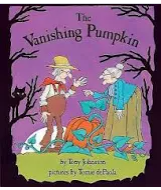 The
Vanishing Pumpkin
by Tony Johnston
pictures by Tomie dePaola